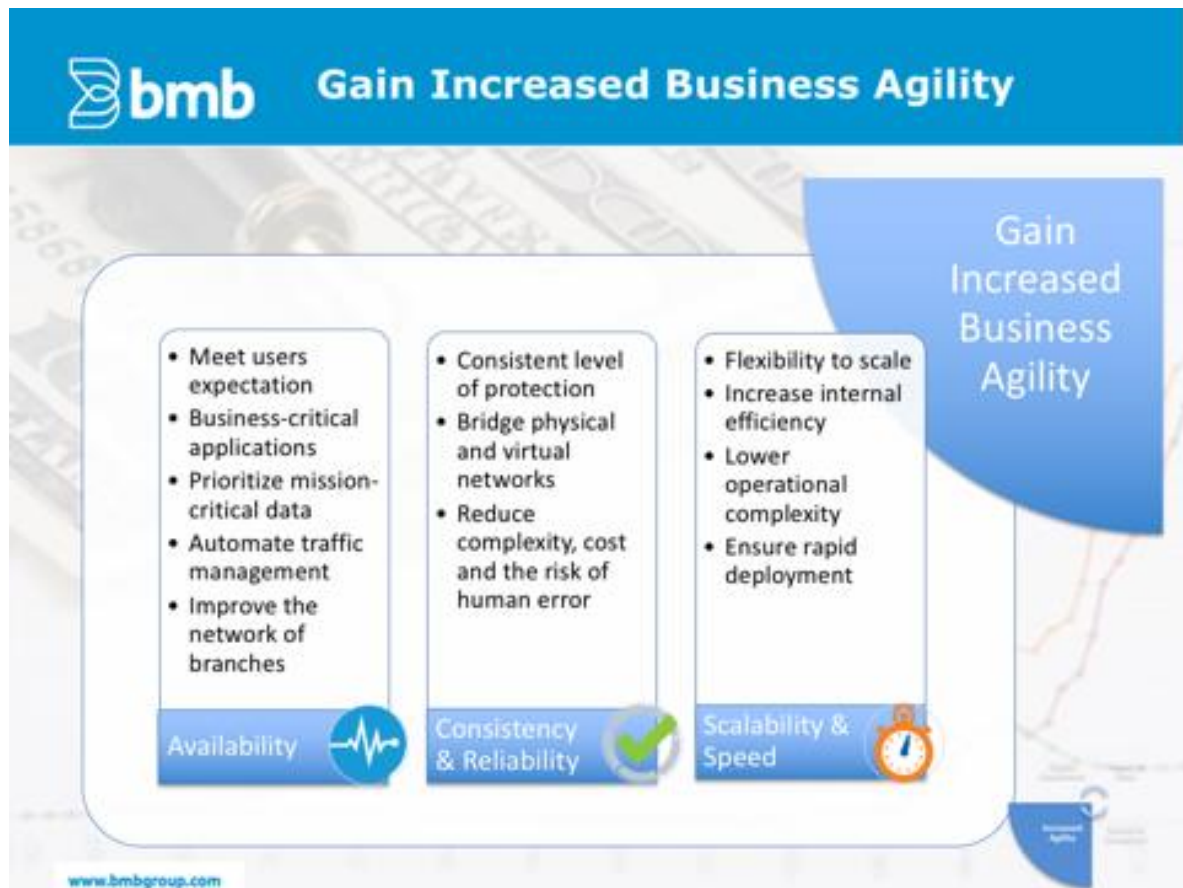 bmb
Gain Increased Business Agility
Gain
Increased
Business
Agility
• Meet users
expectation
• Business-critical
applications
• Prioritize mission-
critical data
• Automate traffic
management
• Improve the
network of
branches
Availability
• Consistent level
of protection
• Bridge physical
and virtual
networks
• Reduce
complexity, cost
and the risk of
human error
Consistency
& Reliability
• Flexibility to scale
• Increase internal
efficiency
• Lower
operational
complexity
• Ensure rapid
deployment
Scalability &
Speed
Increased
Agility
www.bmbgroup.com